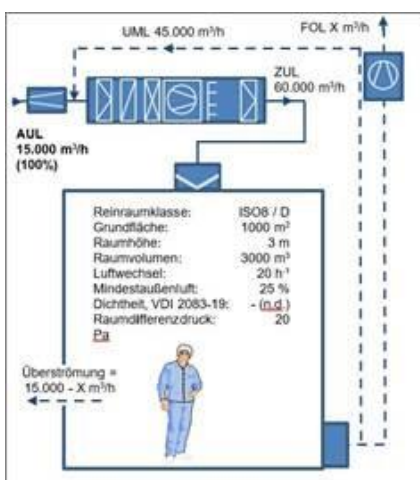 UML 45.000 m³/h
FOL X m³/h
ZUL
60.000 m³/h
AUL
15.000 m³/h
(100%)
Reinraumklasse: ISO8 / D
Grundfläche: 1000 m²
Raumhöhe: 3 m
Raumvolumen: 3000 m³
Luftwechsel: 20 h⁻¹
Mindestaußenluft: 25 %
Dichtheit, VDI 2083-19: - (n.d.)
Raumdifferenzdruck: 20
Pa
Überströmung =
15.000 - X m³/h